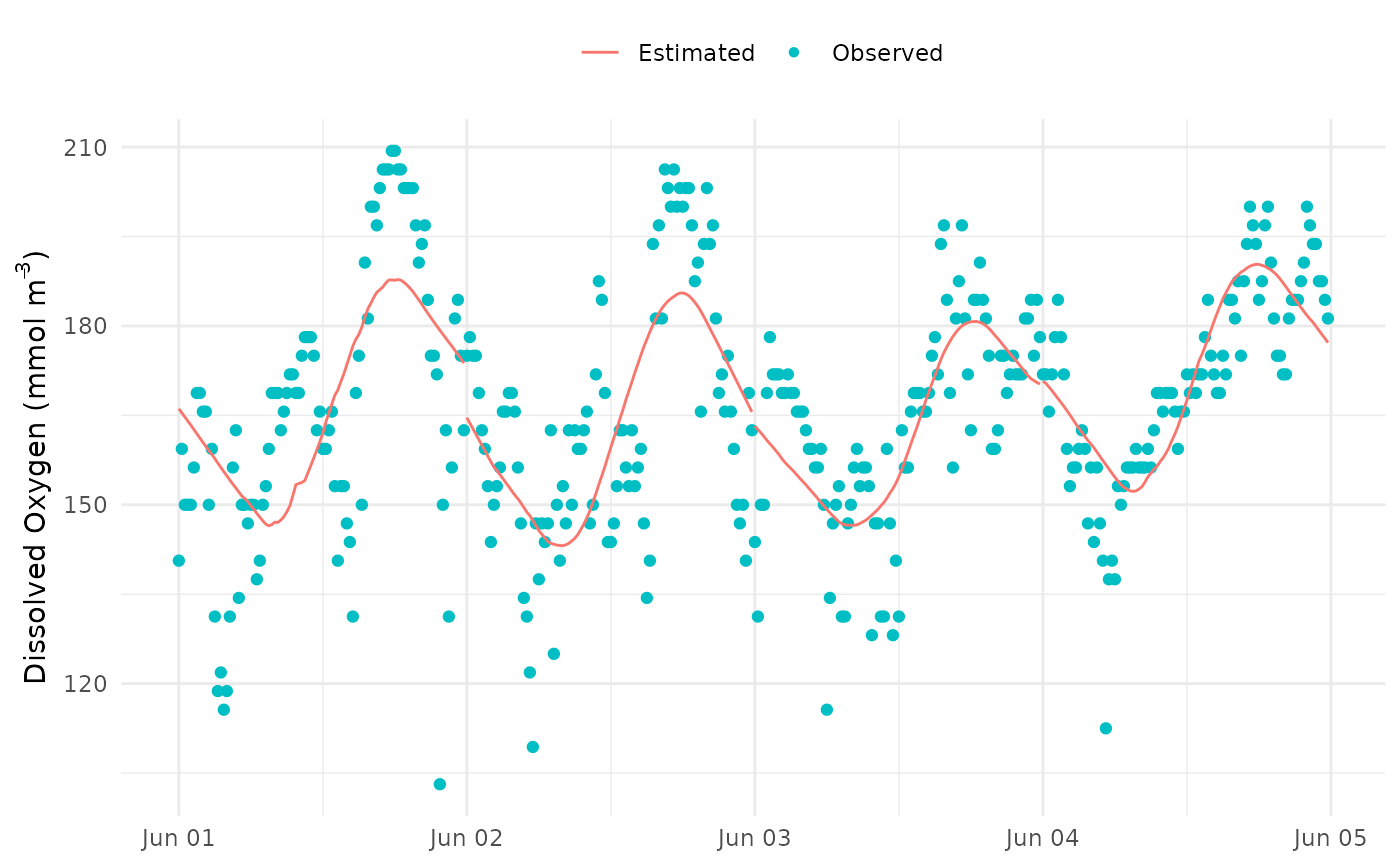 Estimated Observed
Dissolved Oxygen (mmol m⁻³)
210
180
150
120
Jun 01 Jun 02 Jun 03 Jun 04 Jun 05